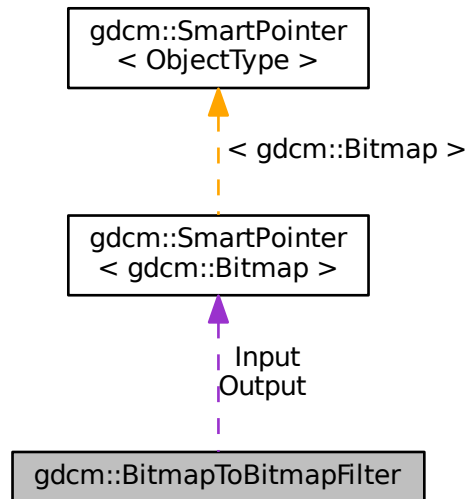 gdcm::SmartPointer
< ObjectType >
< gdcm::Bitmap >
gdcm::SmartPointer
< gdcm::Bitmap >
Input
Output
gdcm::BitmapToBitmapFilter